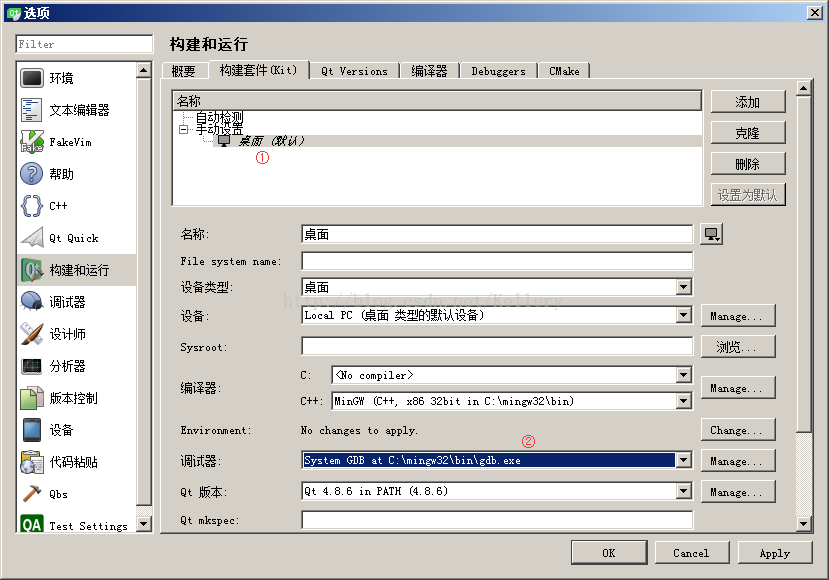 选项
Filter
环境
文本编辑器
FakeVim
帮助
C++
Qt Quick
构建和运行
调试器
设计师
分析器
版本控制
设备
代码粘贴
Qbs
Test Settings
构建和运行
概要 构建套件(Kit) Qt Versions 编译器 Debuggers CMake
名称
自动检测
手动设置
桌面 (默认)
①
添加
克隆
删除
设置为默认
名称: 桌面
File system name:
设备类型: 桌面
http://blog.csdn.net/Kellery
设备: Local PC (桌面 类型的默认设备) Manage...
Sysroot: 浏览...
编译器: C: <No compiler> Manage...
C++: MinGW (C++, x86 32bit in C:\mingw32\bin)
Environment: No changes to apply. Change...
②
调试器: System GDB at C:\mingw32\bin\gdb.exe Manage...
Qt 版本: Qt 4.8.6 in PATH (4.8.6) Manage...
Qt mkspec:
OK Cancel Apply